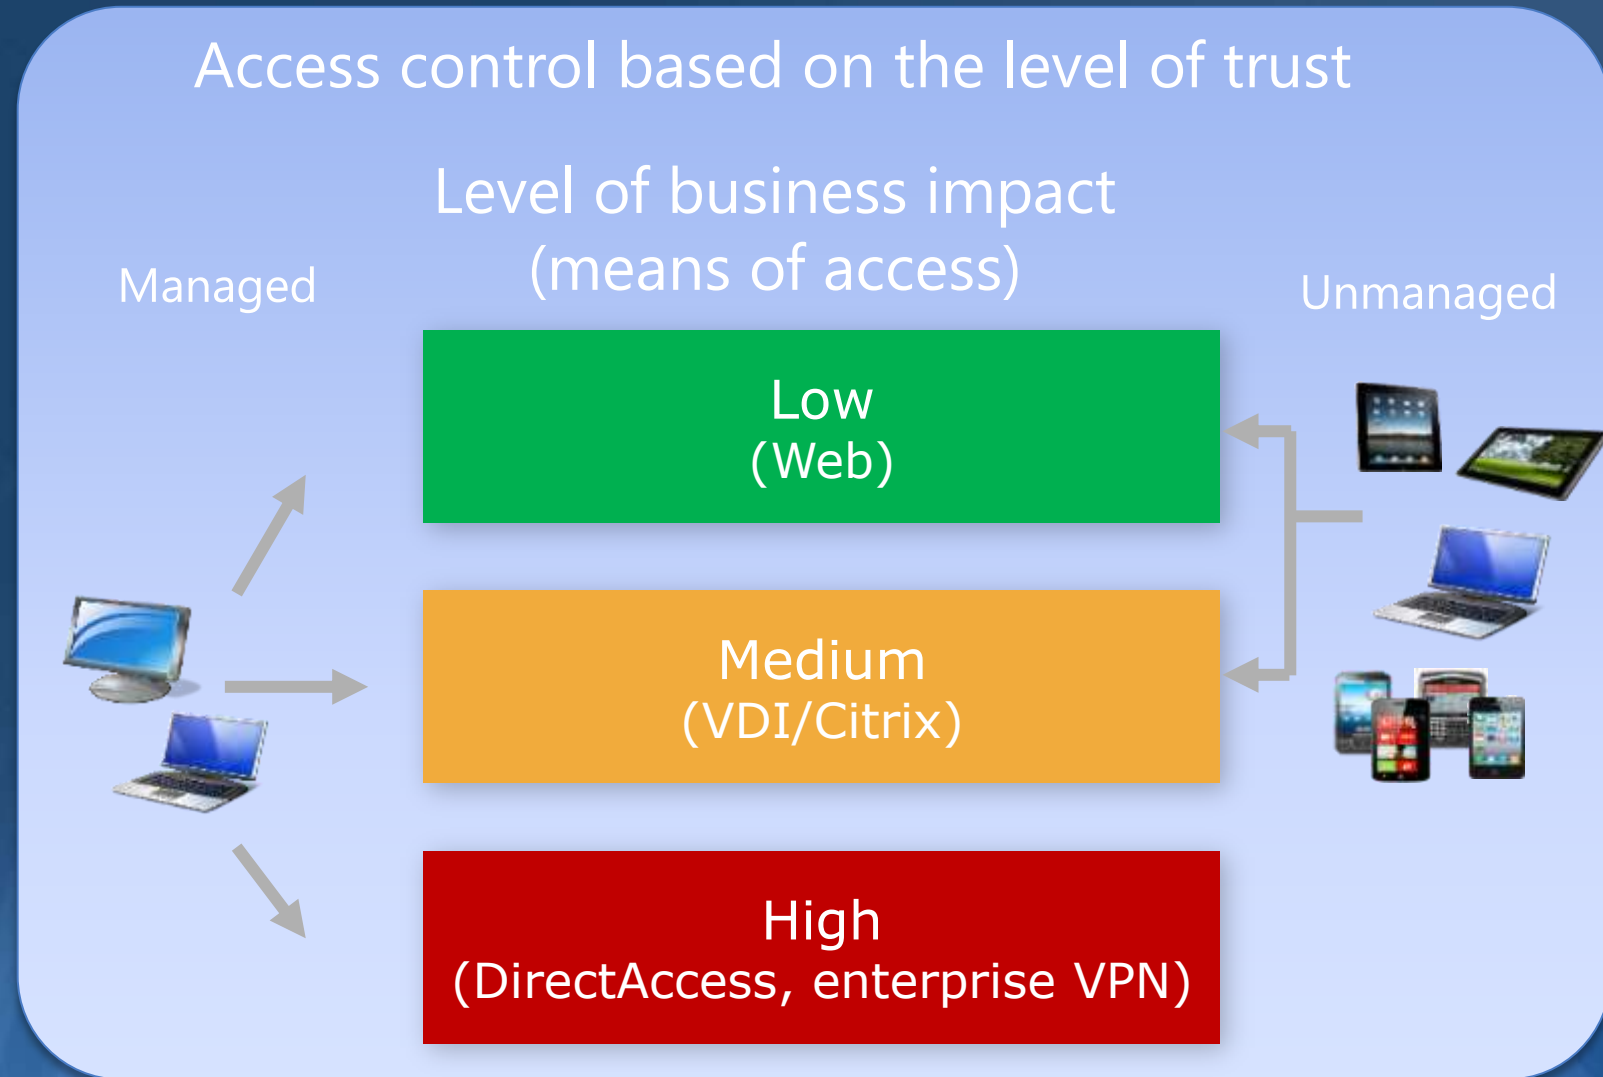 Access control based on the level of trust
Level of business impact
(means of access)
Managed
Unmanaged
Low
(Web)
Medium
(VDI/Citrix)
High
(DirectAccess, enterprise VPN)